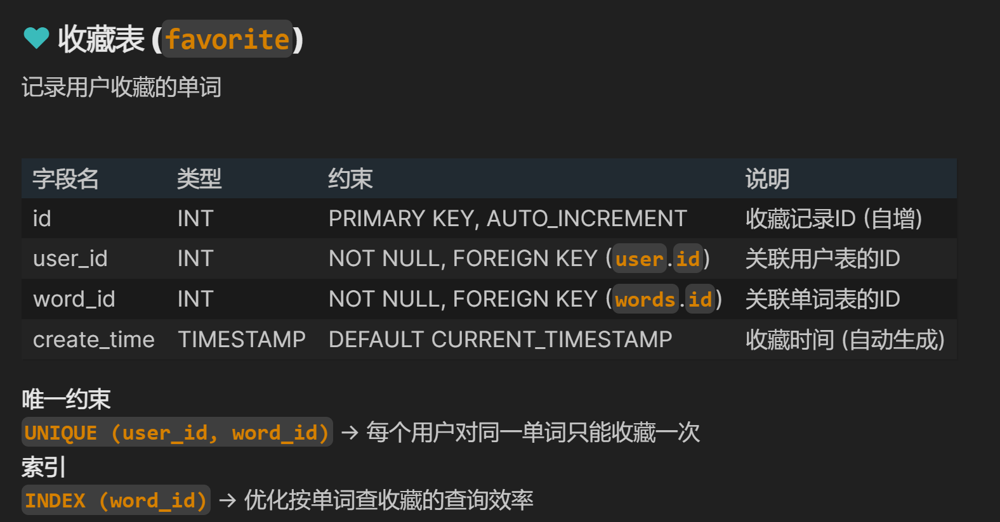 收藏表 (favorite)
记录用户收藏的单词
字段名 类型 约束 说明
id INT PRIMARY KEY, AUTO_INCREMENT 收藏记录ID (自增)
user_id INT NOT NULL, FOREIGN KEY (user.id) 关联用户表的ID
word_id INT NOT NULL, FOREIGN KEY (words.id) 关联单词表的ID
create_time TIMESTAMP DEFAULT CURRENT_TIMESTAMP 收藏时间 (自动生成)
唯一约束
UNIQUE (user_id, word_id) → 每个用户对同一单词只能收藏一次
索引
INDEX (word_id) → 优化按单词查收藏的查询效率